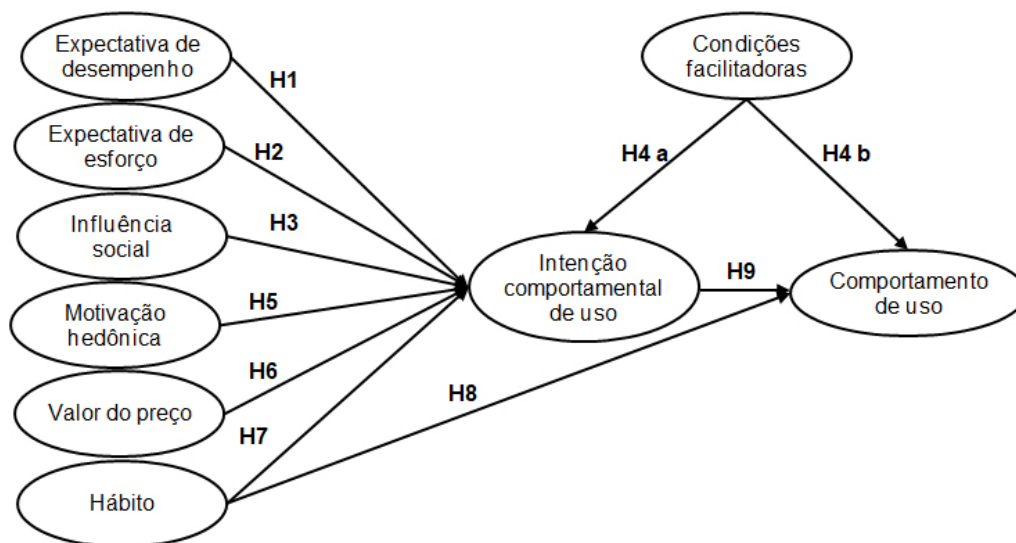 Expectativa de
desempenho
H1
Condições
facilitadoras
Expectativa de
esforço
H2
H4 a
H4 b
Influência
social
H3
Motivação
hedônica
H5
Intenção
comportamental
de uso
H9
Comportamento
de uso
Valor do preço
H6
H8
H7
Hábito